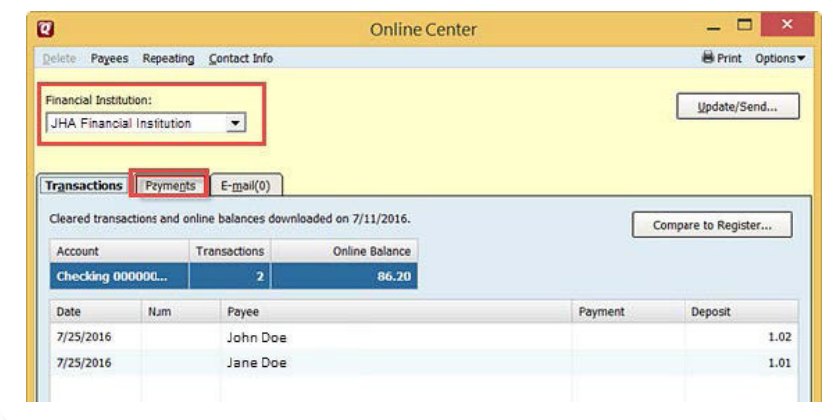 Online Center
Delete Payees Repeating Contact Info Print Options
Financial Institution:
JHA Financial Institution
Update/Send...
Transactions Payments E-mail(0)
Cleared transactions and online balances downloaded on 7/11/2016.
Compare to Register...
Account Transactions Online Balance
Checking 000000... 2 86.20
Date Num Payee Payment Deposit
7/25/2016 John Doe 1.02
7/25/2016 Jane Doe 1.01